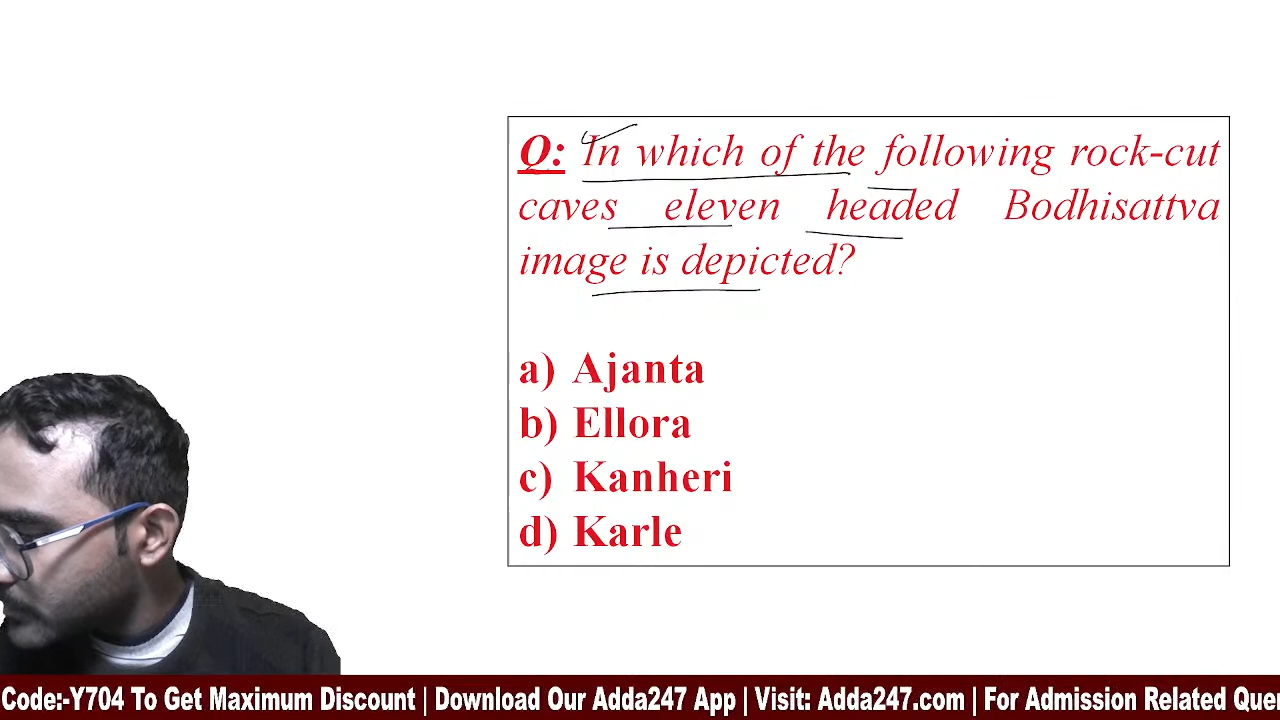 Q: In which of the following rock-cut
caves eleven headed Bodhisattva
image is depicted?
a) Ajanta
b) Ellora
c) Kanheri
d) Karle
Code:-Y704 To Get Maximum Discount | Download Our Adda247 App | Visit: Adda247.com | For Admission Related